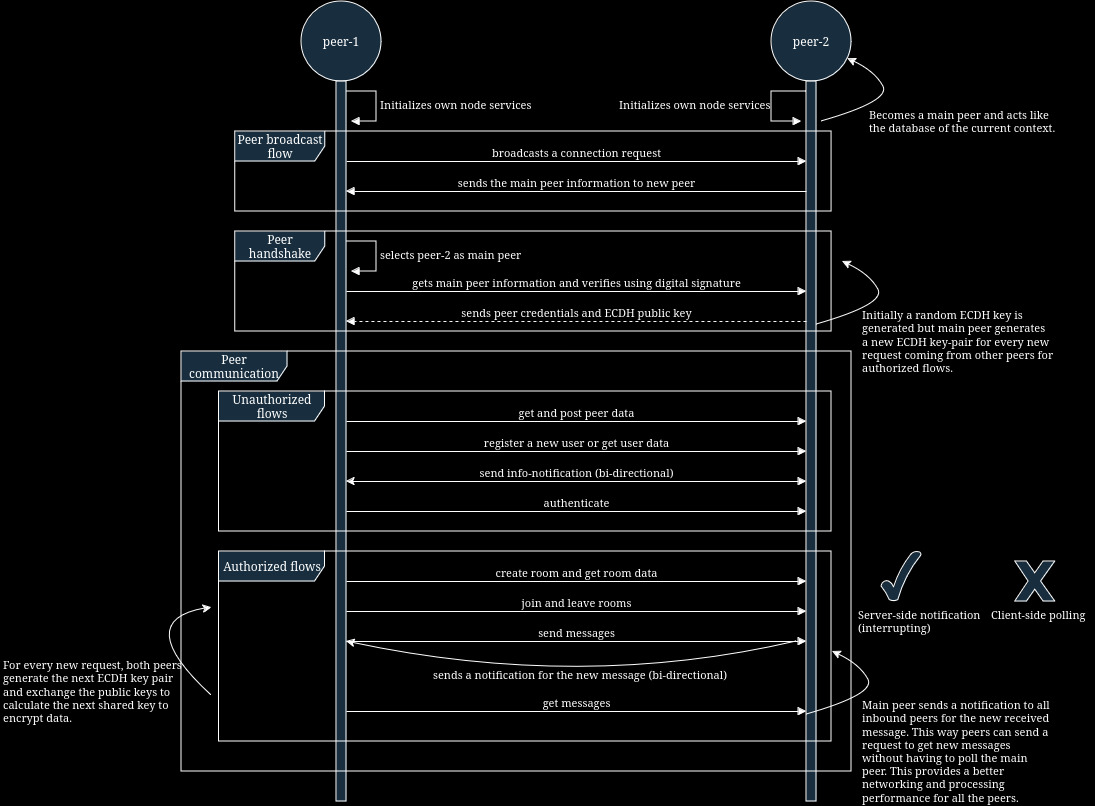 peer-1
peer-2
Initializes own node services
Initializes own node services
Becomes a main peer and acts like
the database of the current context.
Peer broadcast
flow
broadcasts a connection request
sends the main peer information to new peer
Peer
handshake
selects peer-2 as main peer
gets main peer information and verifies using digital signature
sends peer credentials and ECDH public key
Initially a random ECDH key is
generated but main peer generates
a new ECDH key-pair for every new
request coming from other peers for
authorized flows.
Peer
communication
Unauthorized
flows
get and post peer data
register a new user or get user data
send info-notification (bi-directional)
authenticate
Authorized flows
create room and get room data
join and leave rooms
send messages
sends a notification for the new message (bi-directional)
get messages
Server-side notification
(interrupting)
Client-side polling
For every new request, both peers
generate the next ECDH key pair
and exchange the public keys to
calculate the next shared key to
encrypt data.
Main peer sends a notification to all
inbound peers for the new received
message. This way peers can send a
request to get new messages
without having to poll the main
peer. This provides a better
networking and processing
performance for all the peers.